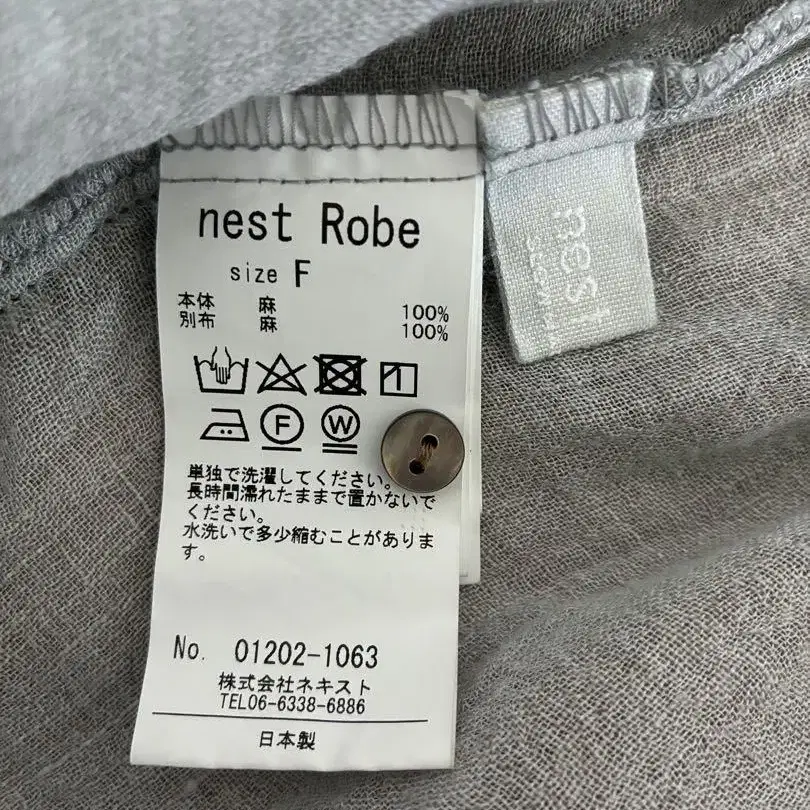 nest Robe
size F
本体 麻 100%
別布 麻 100%
F
W
単独で洗濯してください。
長時間濡れたままで置かないで
ください。
水洗いで多少縮むことがありま
す。
No. 01202-1063
株式会社ネキスト
TEL06-6338-6886
日本製
nest